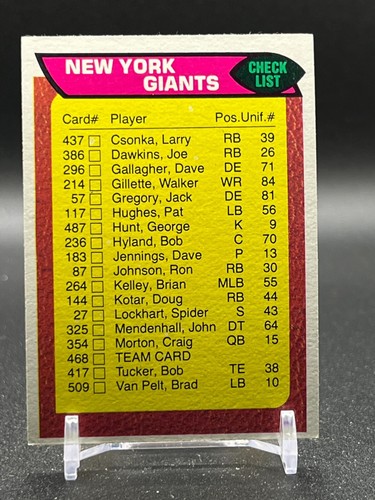 NEW YORK GIANTS
CHECK LIST
Card# Player Pos. Unif.#
437 Csonka, Larry RB 39
386 Dawkins, Joe RB 26
296 Gallagher, Dave DE 71
214 Gillette, Walker WR 84
57 Gregory, Jack DE 81
117 Hughes, Pat LB 56
487 Hunt, George K 9
236 Hyland, Bob C 70
183 Jennings, Dave P 13
87 Johnson, Ron RB 30
264 Kelley, Brian MLB 55
144 Kotar, Doug RB 44
27 Lockhart, Spider S 43
325 Mendenhall, John DT 64
354 Morton, Craig QB 15
468 TEAM CARD
417 Tucker, Bob TE 38
509 Van Pelt, Brad LB 10